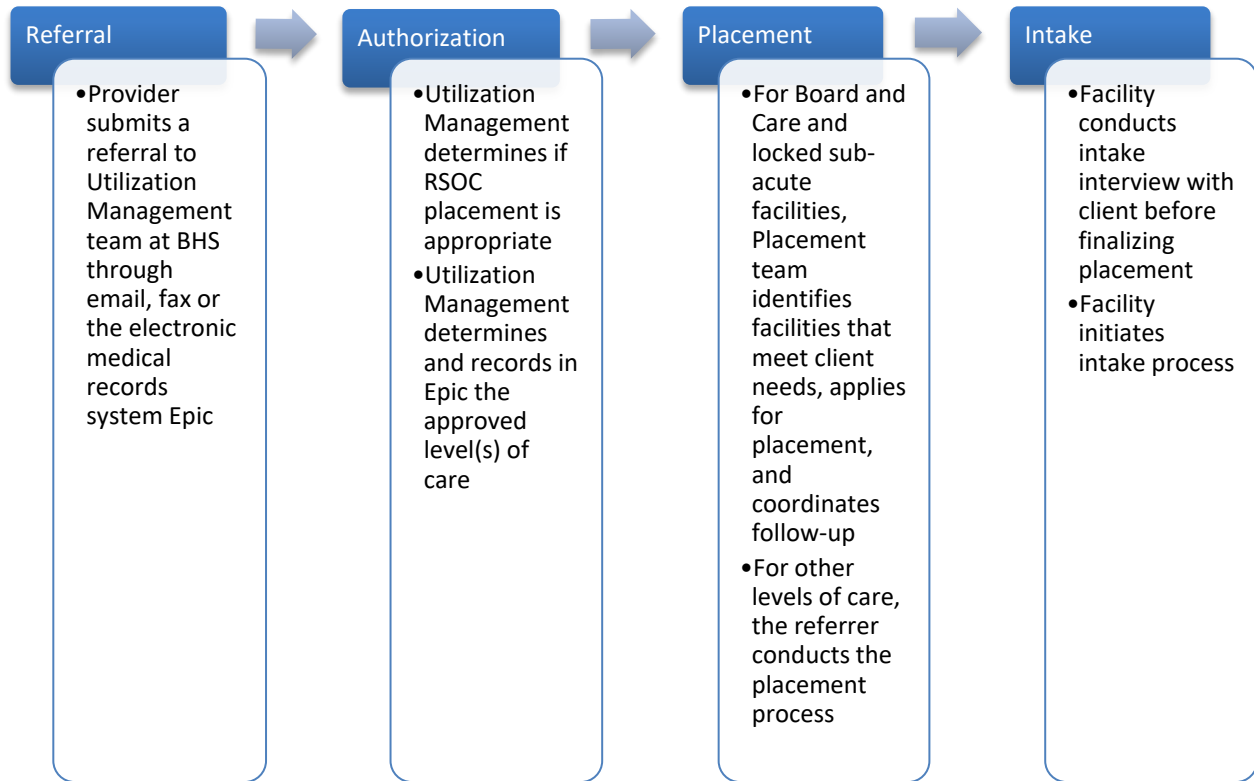 Referral
•Provider
submits a
referral to
Utilization
Management
team at BHS
through
email, fax or
the electronic
medical
records
system Epic
Authorization
•Utilization
Management
determines if
RSOC
placement is
appropriate
•Utilization
Management
determines
and records in
Epic the
approved
level(s) of
care
Placement
•For Board and
Care and
locked sub-
acute
facilities,
Placement
team
identifies
facilities that
meet client
needs, applies
for
placement,
and
coordinates
follow-up
•For other
levels of care,
the referrer
conducts the
placement
process
Intake
•Facility
conducts
intake
interview with
client before
finalizing
placement
•Facility
initiates
intake process